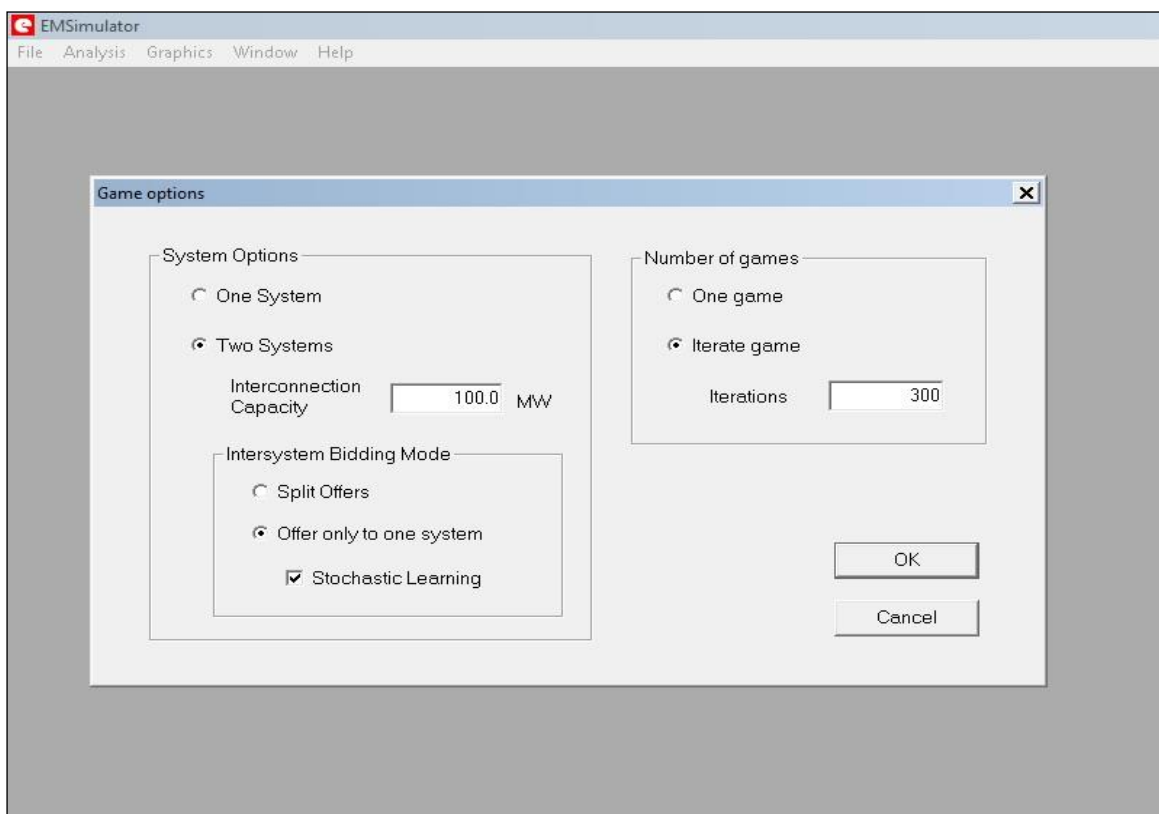 EMSimulator
File Analysis Graphics Window Help
Game options
System Options
One System
Two Systems
Interconnection
Capacity
100.0 MW
Intersystem Bidding Mode
Split Offers
Offer only to one system
Stochastic Learning
Number of games
One game
Iterate game
Iterations 300
OK
Cancel